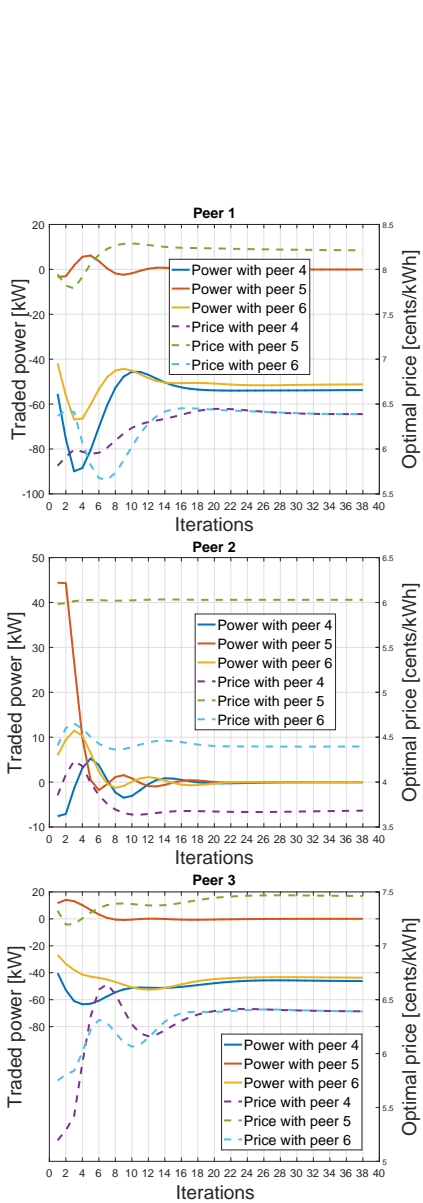 Peer 1
20
0
-20
-40
-60
-80
-100
Traded power [kW]
8.5
8
7.5
7
6.5
6
5.5
Optimal price [cents/kWh]
Power with peer 4
Power with peer 5
Power with peer 6
Price with peer 4
Price with peer 5
Price with peer 6
0 2 4 6 8 10 12 14 16 18 20 22 24 26 28 30 32 34 36 38 40
Iterations
Peer 2
50
40
30
20
10
0
-10
Traded power [kW]
6.5
6
5.5
5
4.5
4
3.5
Optimal price [cents/kWh]
Power with peer 4
Power with peer 5
Power with peer 6
Price with peer 4
Price with peer 5
Price with peer 6
0 2 4 6 8 10 12 14 16 18 20 22 24 26 28 30 32 34 36 38 40
Iterations
Peer 3
20
0
-20
-40
-60
-80
Traded power [kW]
7.5
7
6.5
6
5.5
5
Optimal price [cents/kWh]
Power with peer 4
Power with peer 5
Power with peer 6
Price with peer 4
Price with peer 5
Price with peer 6
0 2 4 6 8 10 12 14 16 18 20 22 24 26 28 30 32 34 36 38 40
Iterations